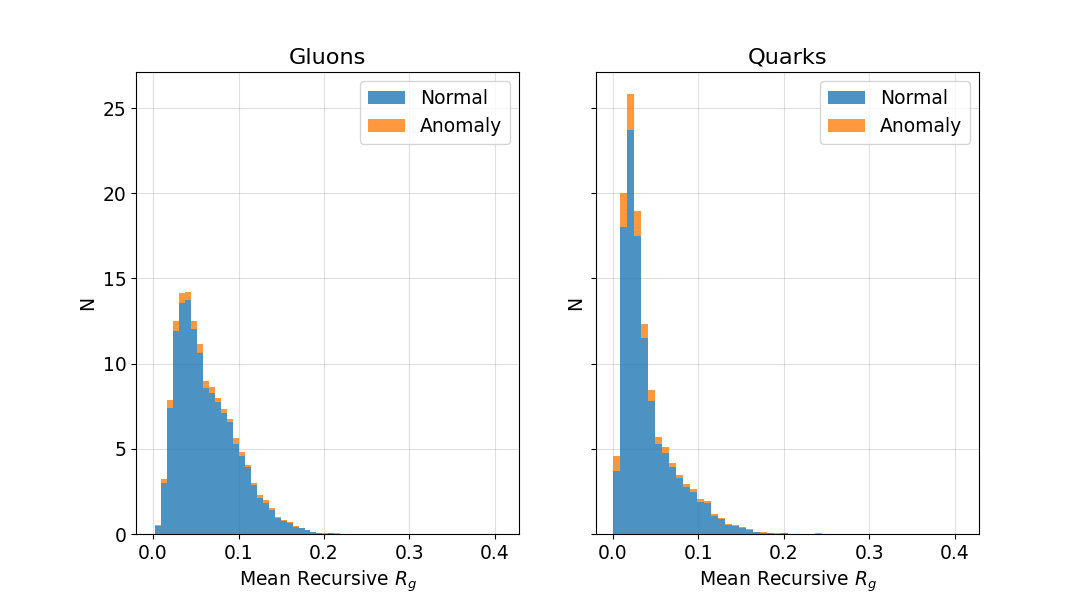 Gluons
Normal
Anomaly
N
25
20
15
10
5
0
0.0 0.1 0.2 0.3 0.4
Mean Recursive R_g
Quarks
Normal
Anomaly
N
0.0 0.1 0.2 0.3 0.4
Mean Recursive R_g